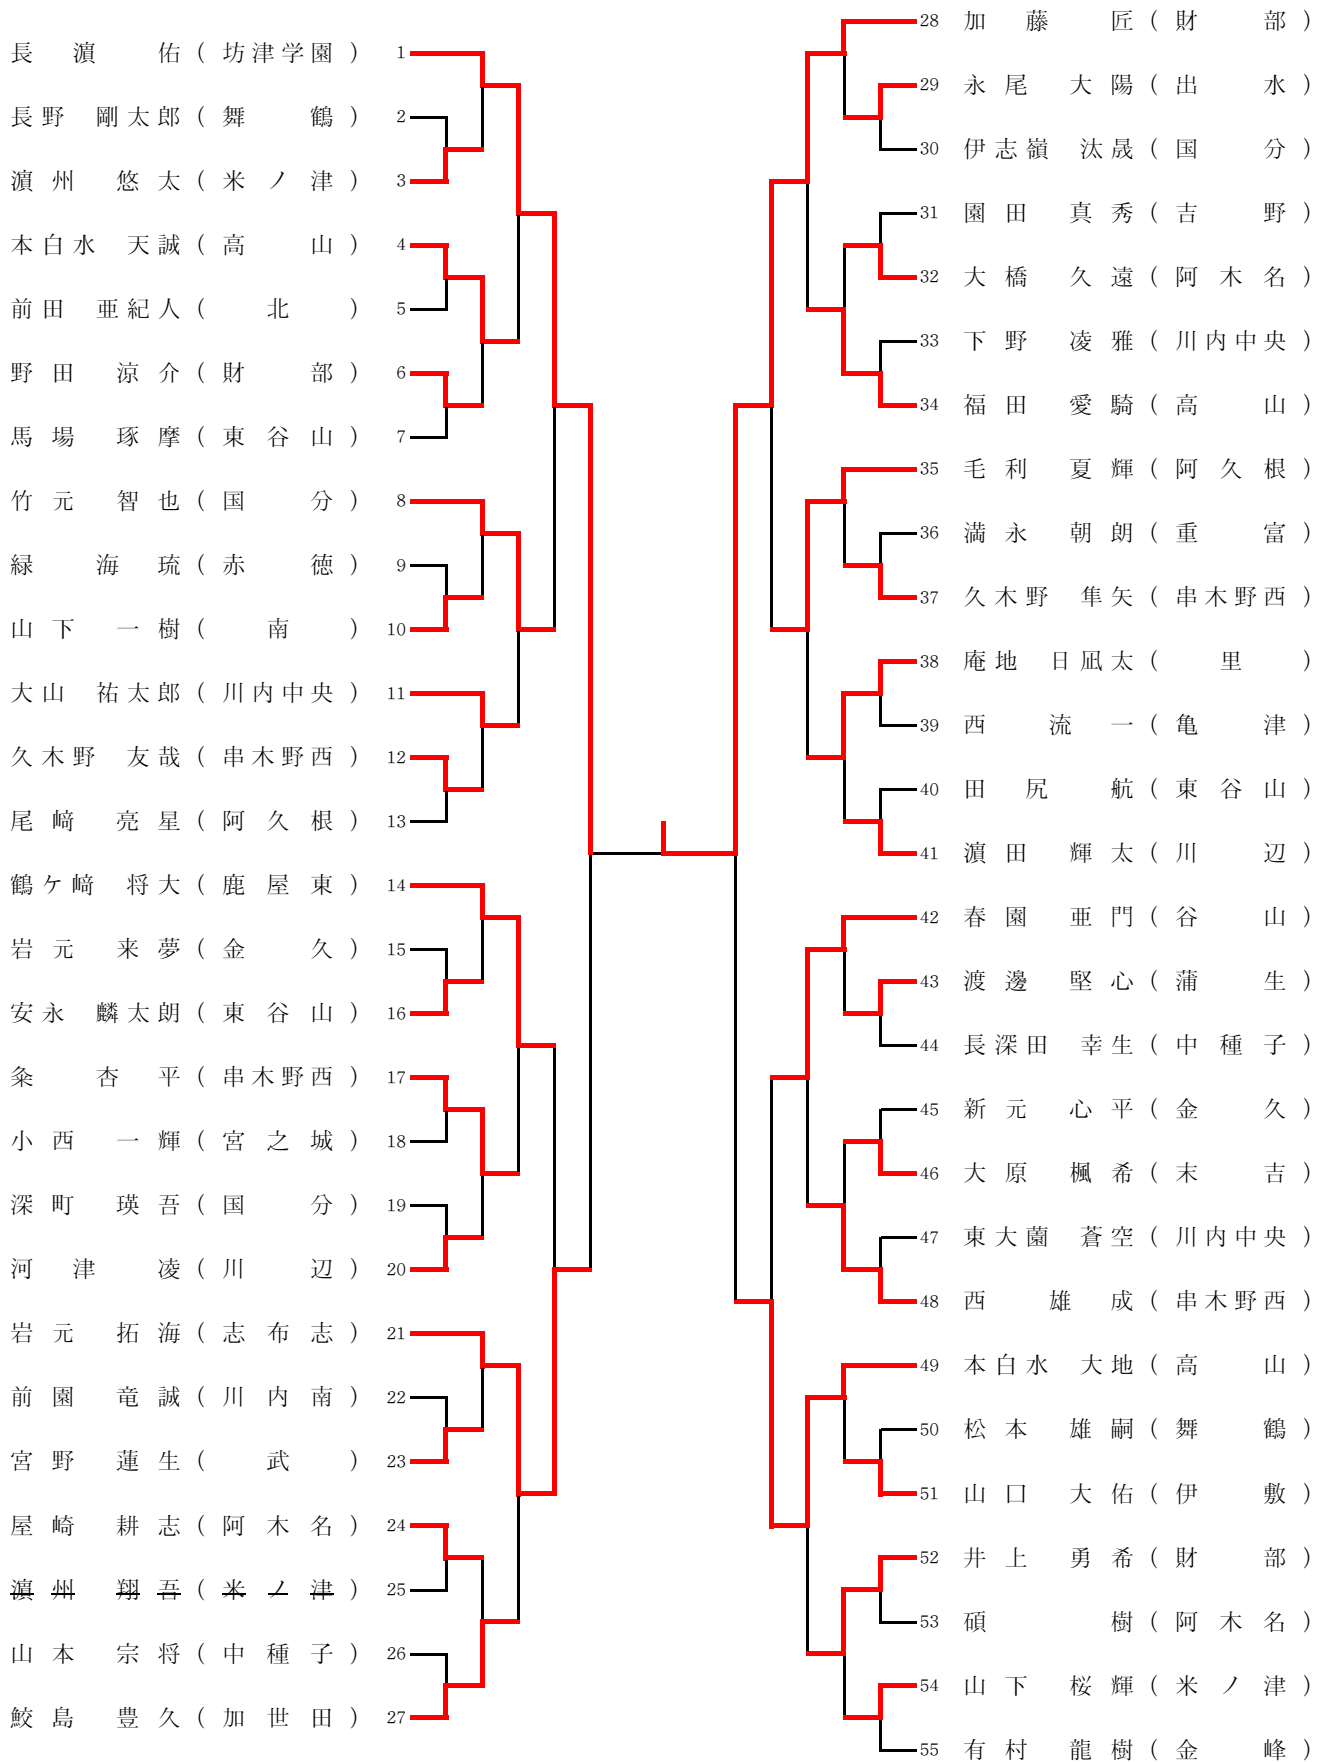 長濵佑(坊津学園) 1
長野剛太郎(舞鶴) 2
濵州悠太(米ノ津) 3
本白水天誠(高山) 4
前田亜紀人(北) 5
野田涼介(財部) 6
馬場琢摩(東谷山) 7
竹元智也(国分) 8
緑海琉(赤徳) 9
山下一樹(南) 10
大山祐太郎(川内中央) 11
久木野友哉(串木野西) 12
尾﨑亮星(阿久根) 13
鶴ケ﨑将大(鹿屋東) 14
岩元来夢(金久) 15
安永麟太朗(東谷山) 16
粂杏平(串木野西) 17
小西一輝(宮之城) 18
深町瑛吾(国分) 19
河津凌(川辺) 20
岩元拓海(志布志) 21
前園竜誠(川内南) 22
宮野蓮生(武) 23
屋崎耕志(阿木名) 24
濵州翔吾(米ノ津) 25
山本宗将(中種子) 26
鮫島豊久(加世田) 27
28 加藤匠(財部)
29 永尾大陽(出水)
30 伊志嶺汰晟(国分)
31 園田真秀(吉野)
32 大橋久遠(阿木名)
33 下野凌雅(川内中央)
34 福田愛騎(高山)
35 毛利夏輝(阿久根)
36 満永朝朗(重富)
37 久木野隼矢(串木野西)
38 庵地日凪太(里)
39 西流一(亀津)
40 田尻航(東谷山)
41 濵田輝太(川辺)
42 春園亜門(谷山)
43 渡邊堅心(蒲生)
44 長深田幸生(中種子)
45 新元心平(金久)
46 大原楓希(末吉)
47 東大薗蒼空(川内中央)
48 西雄成(串木野西)
49 本白水大地(高山)
50 松本雄嗣(舞鶴)
51 山口大佑(伊敷)
52 井上勇希(財部)
53 碩樹(阿木名)
54 山下桜輝(米ノ津)
55 有村龍樹(金峰)